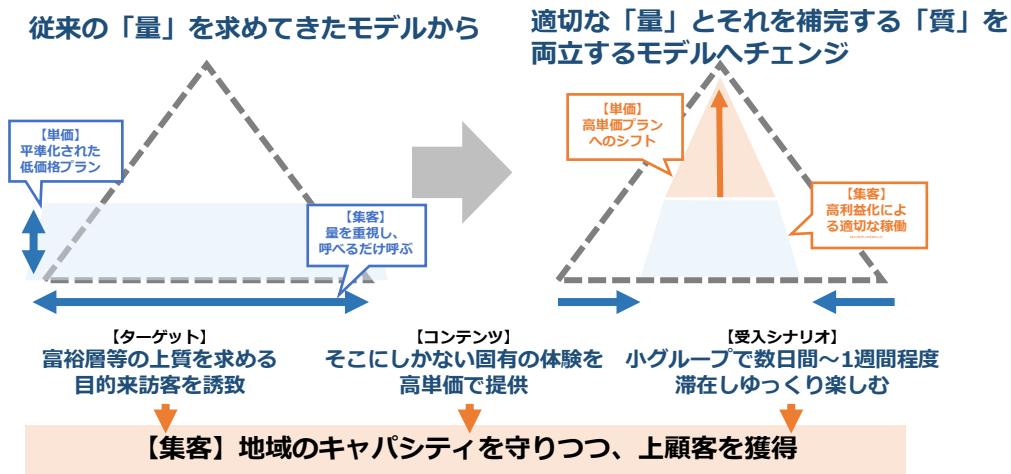 従来の「量」を求めてきたモデルから
適切な「量」とそれを補完する「質」を
両立するモデルへチェンジ
【単価】
平準化された
低価格プラン
【集客】
量を重視し、
呼べるだけ呼ぶ
【単価】
高単価プラン
へのシフト
【集客】
高利益化によ
る適切な稼働
【ターゲット】
富裕層等の上質を求める
目的来訪客を誘致
【コンテンツ】
そこにしかない固有の体験を
高単価で提供
【受入シナリオ】
小グループで数日間～1週間程度
滞在しゆっくり楽しむ
【集客】地域のキャパシティを守りつつ、上顧客を獲得